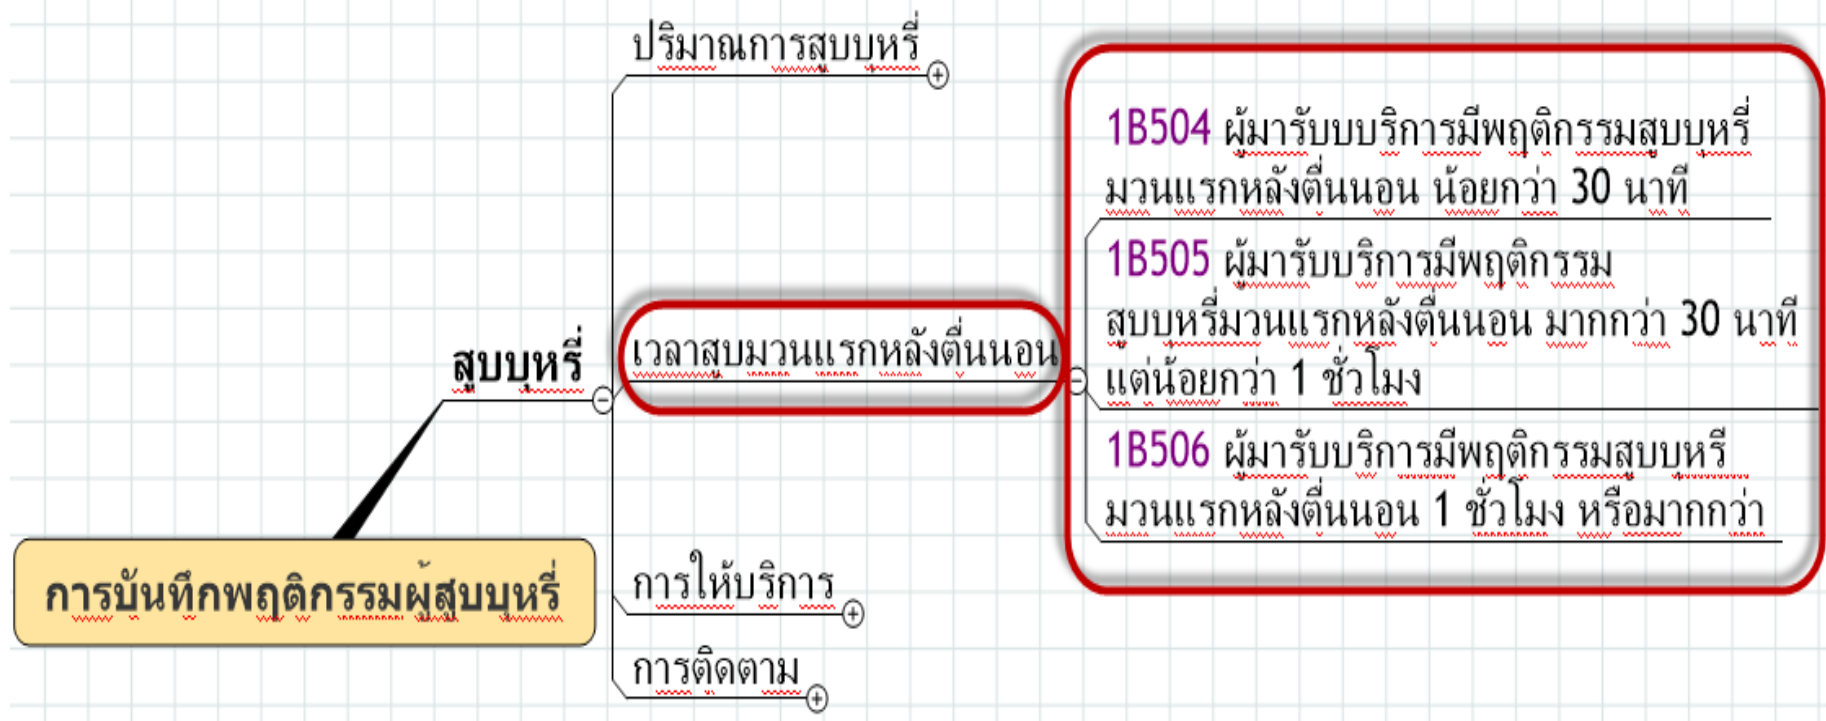 ปริมาณการสูบบุหรี่
1B504 ผู้มารับบบริการมีพฤติกรรมสูบบุหรี่
มวนแรกหลังตื่นนอน น้อยกว่า 30 นาที
1B505 ผู้มารับบริการมีพฤติกรรม
สูบบุหรี่มวนแรกหลังตื่นนอน มากกว่า 30 นาที
แต่น้อยกว่า 1 ชั่วโมง
เวลาสูบมวนแรกหลังตื่นนอน
สูบบุหรี่
1B506 ผู้มารับบริการมีพฤติกรรมสูบบุหรี่
มวนแรกหลังตื่นนอน 1 ชั่วโมง หรือมากกว่า
การให้บริการ
การบันทึกพฤติกรรมผู้สูบบุหรี่
การติดตาม